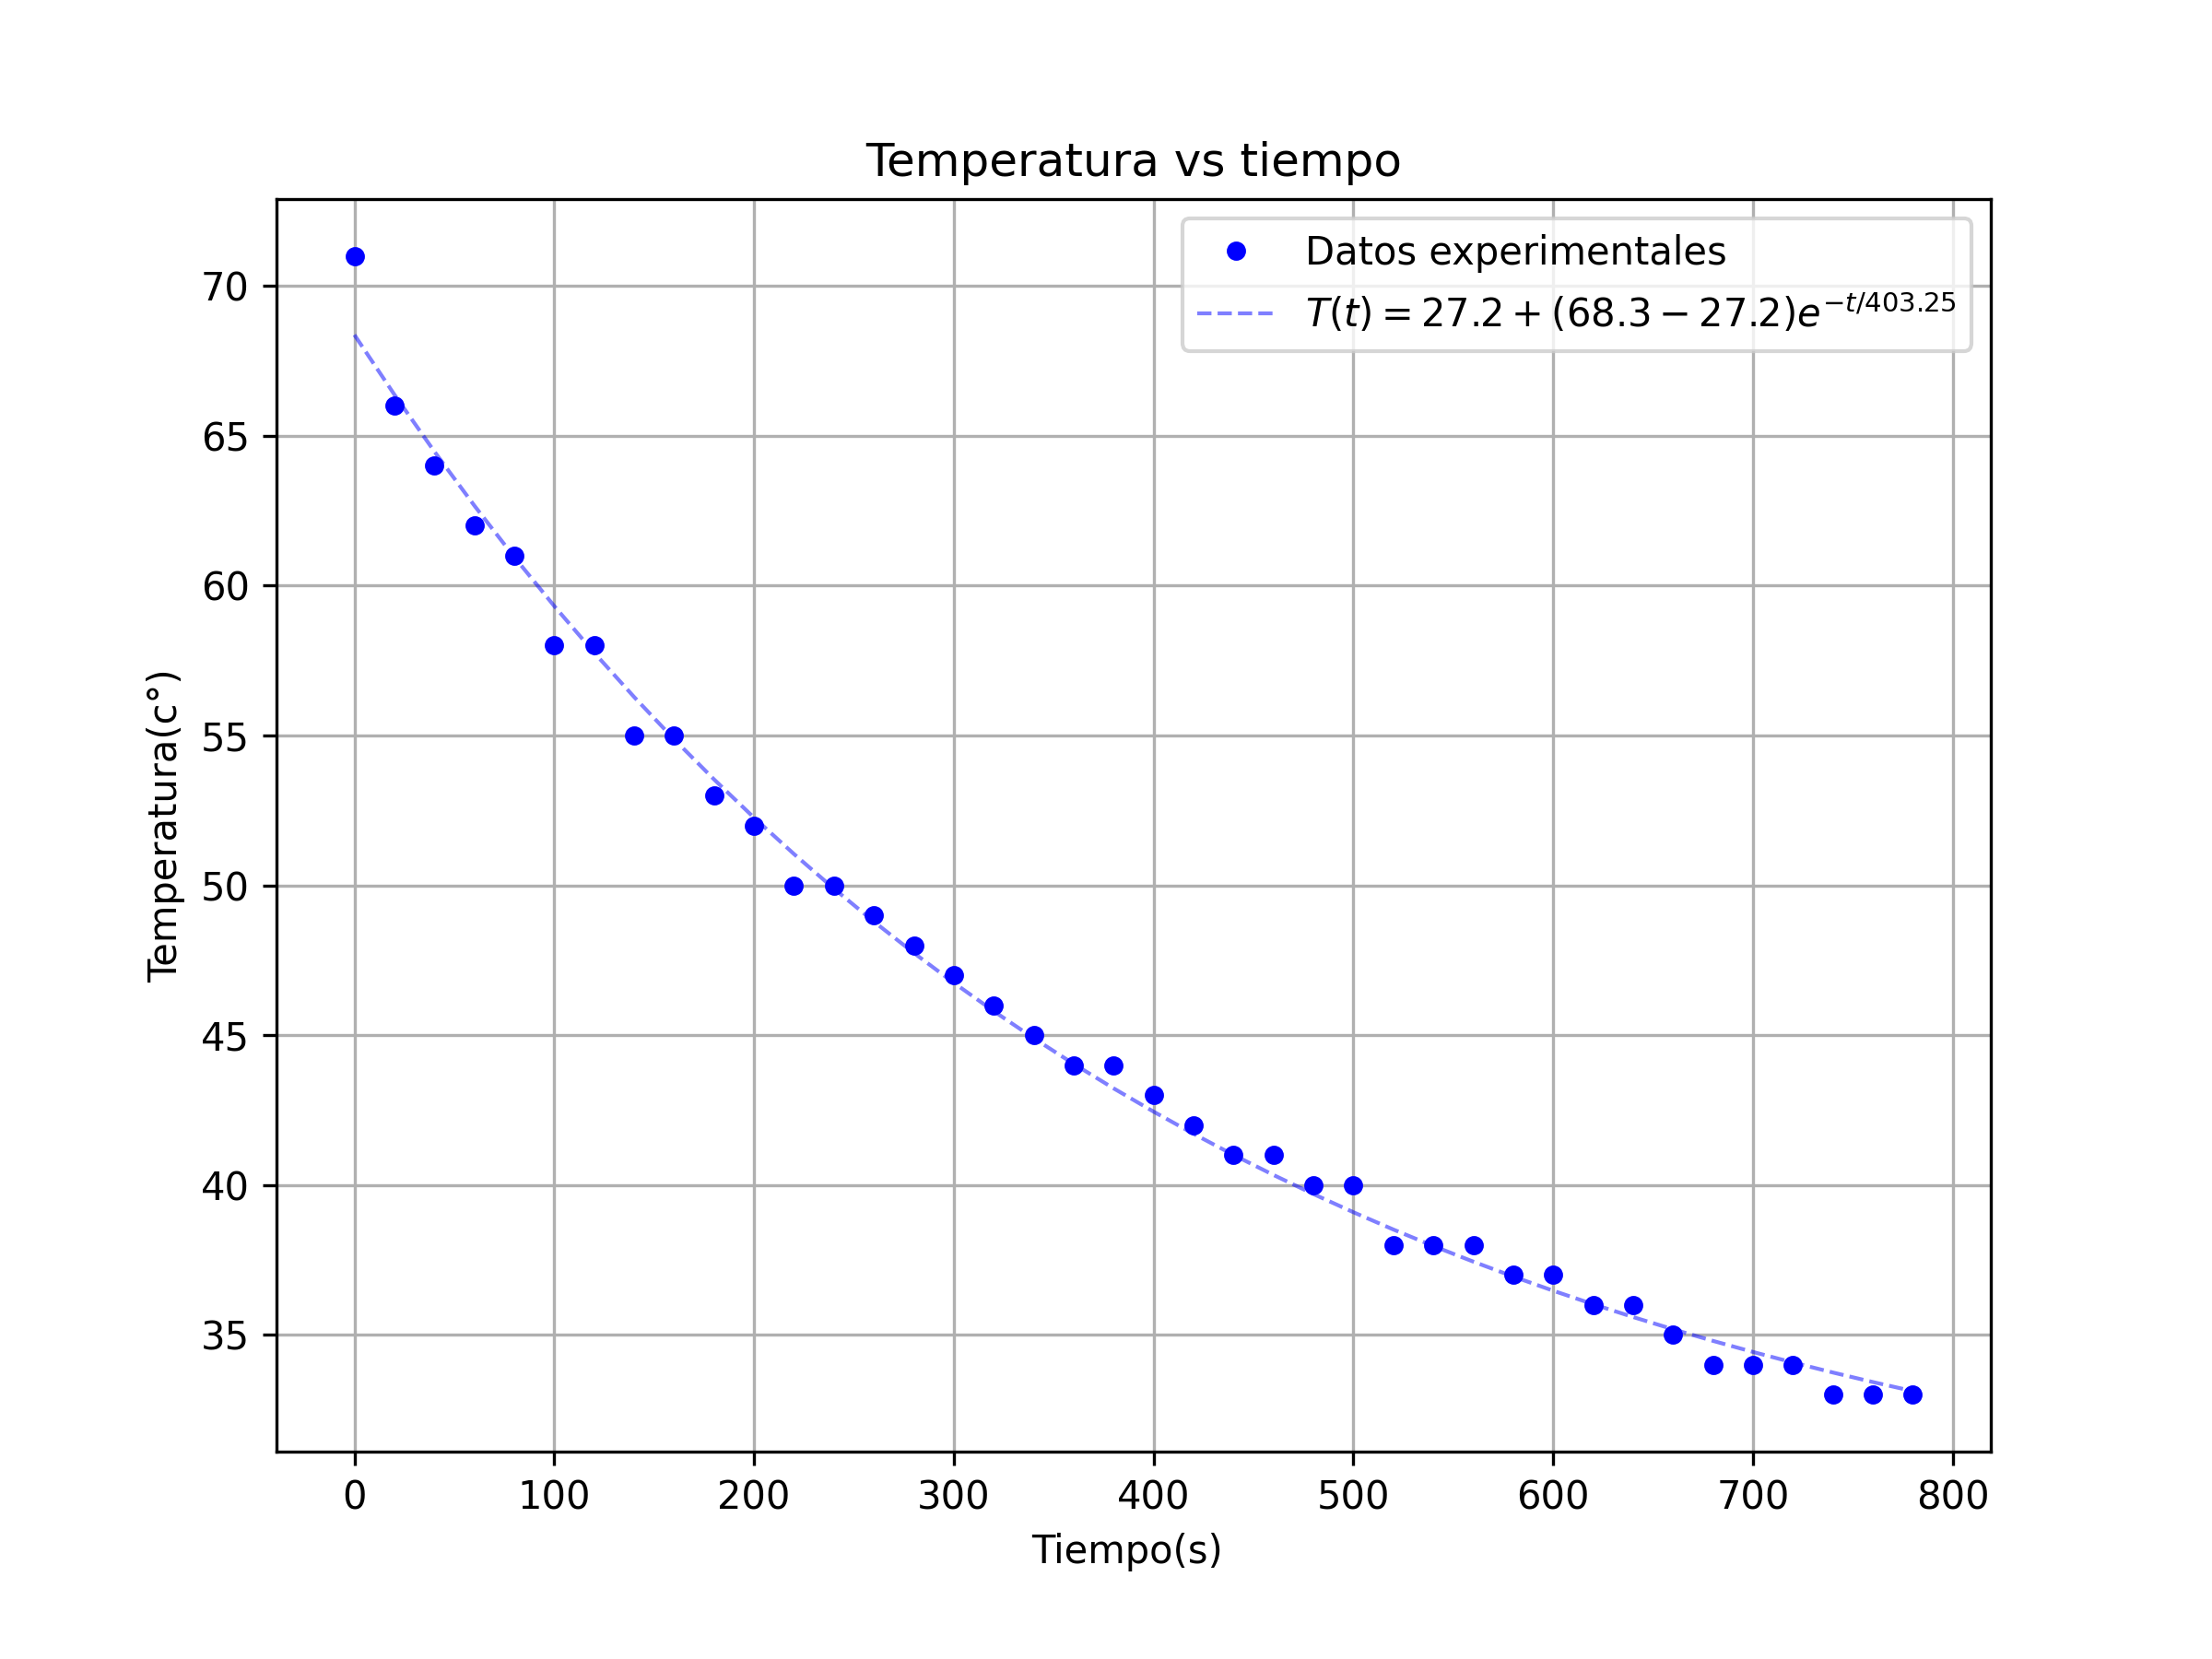 Temperatura vs tiempo
Datos experimentales
T(t) = 27.2 + (68.3 − 27.2)e^{−t/403.25}
Temperatura(c°)
70
65
60
55
50
45
40
35
0 100 200 300 400 500 600 700 800
Tiempo(s)